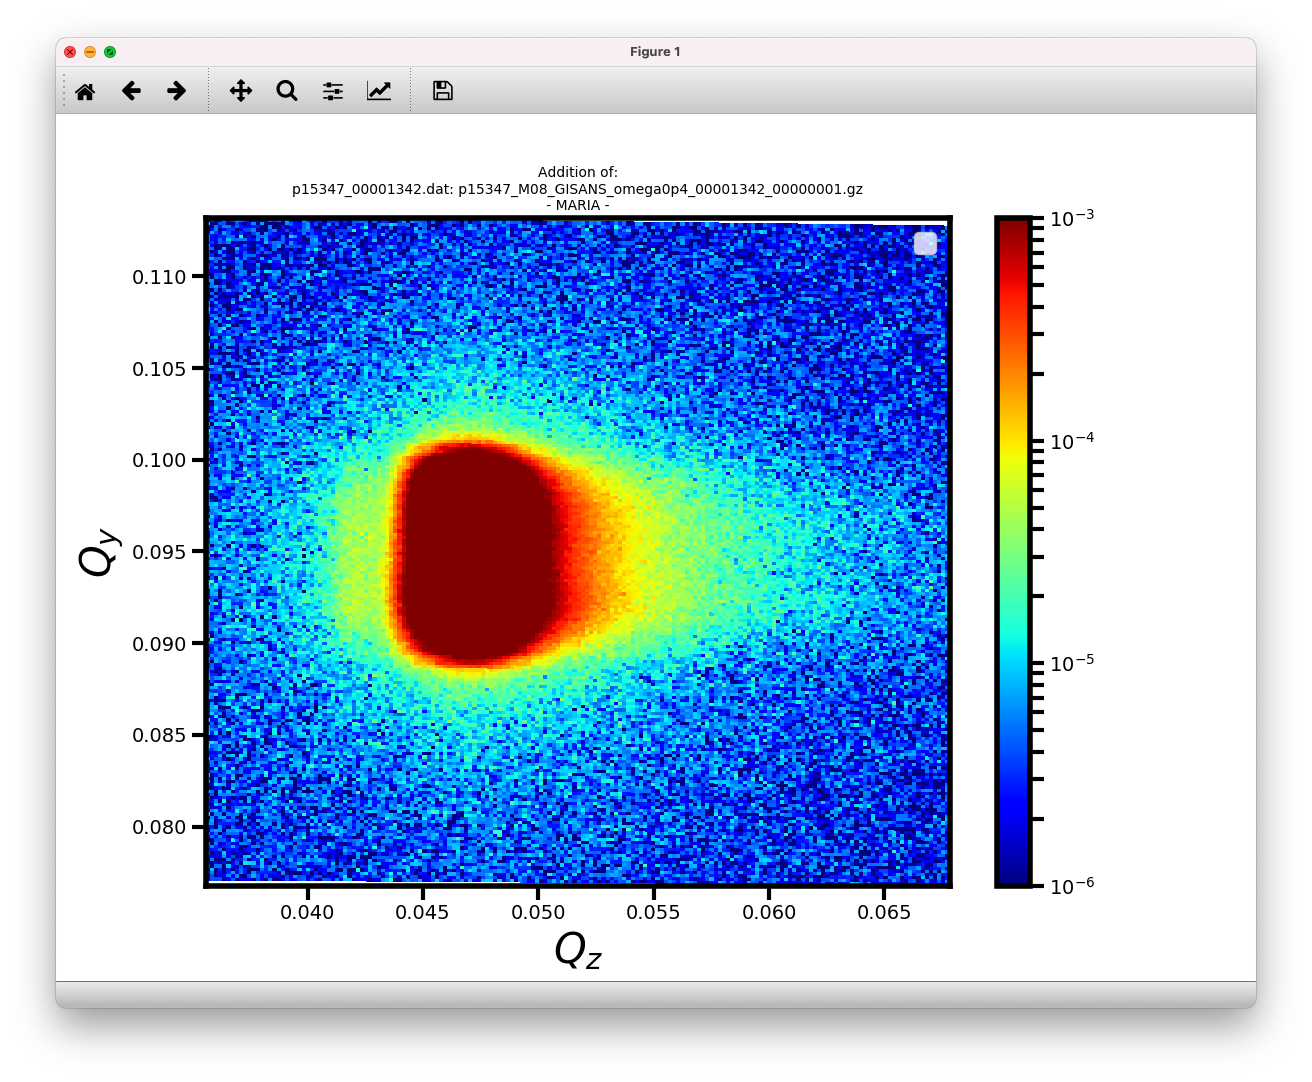 Figure 1
Addition of:
p15347_00001342.dat: p15347_M08_GISANS_omega0p4_00001342_00000001.gz
- MARIA -
0.110
0.105
0.100
0.095
0.090
0.085
0.080
Qy
0.040 0.045 0.050 0.055 0.060 0.065
Qz
10⁻³
10⁻⁴
10⁻⁵
10⁻⁶